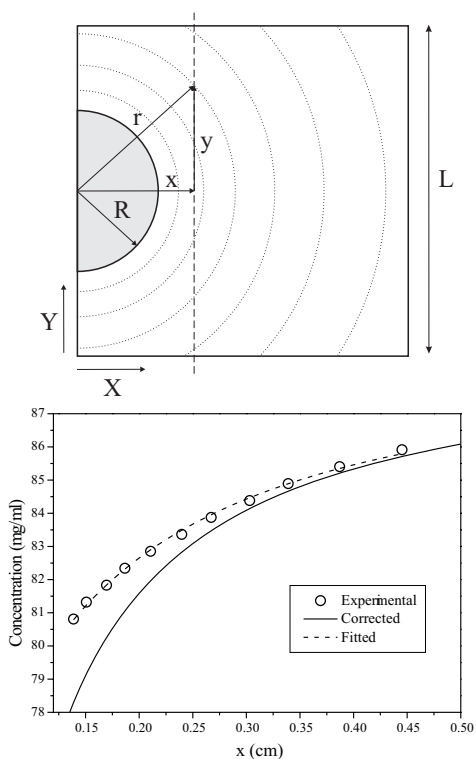 r
y
x
L
R
Y
X
87
86
85
84
83
82
81
80
79
78
Concentration (mg/ml)
Experimental
Corrected
Fitted
0.15 0.20 0.25 0.30 0.35 0.40 0.45 0.50
x (cm)